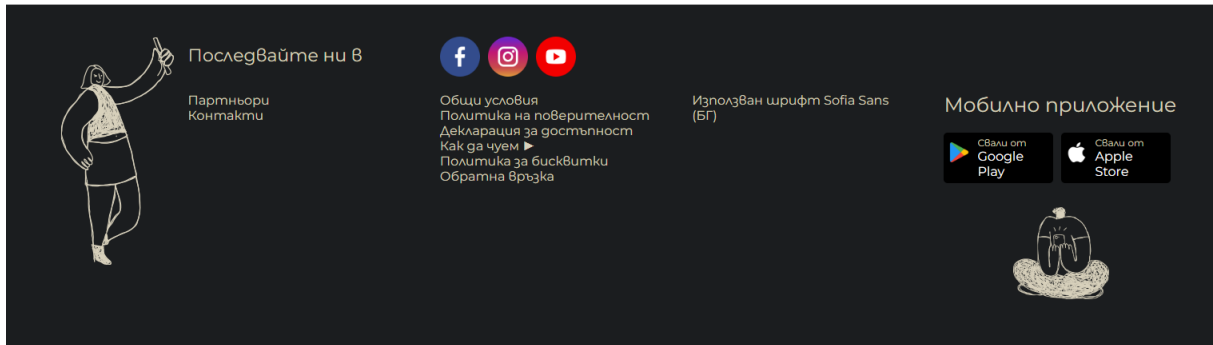 Последвайте ни в
Партньори
Контакти
Общи условия
Политика на поверителност
Декларация за достъпност
Как да чуем ►
Политика за бисквитки
Обратна връзка
Използван шрифт Sofia Sans
(БГ)
Мобилно приложение
Свали от
Google
Play
Свали от
Apple
Store